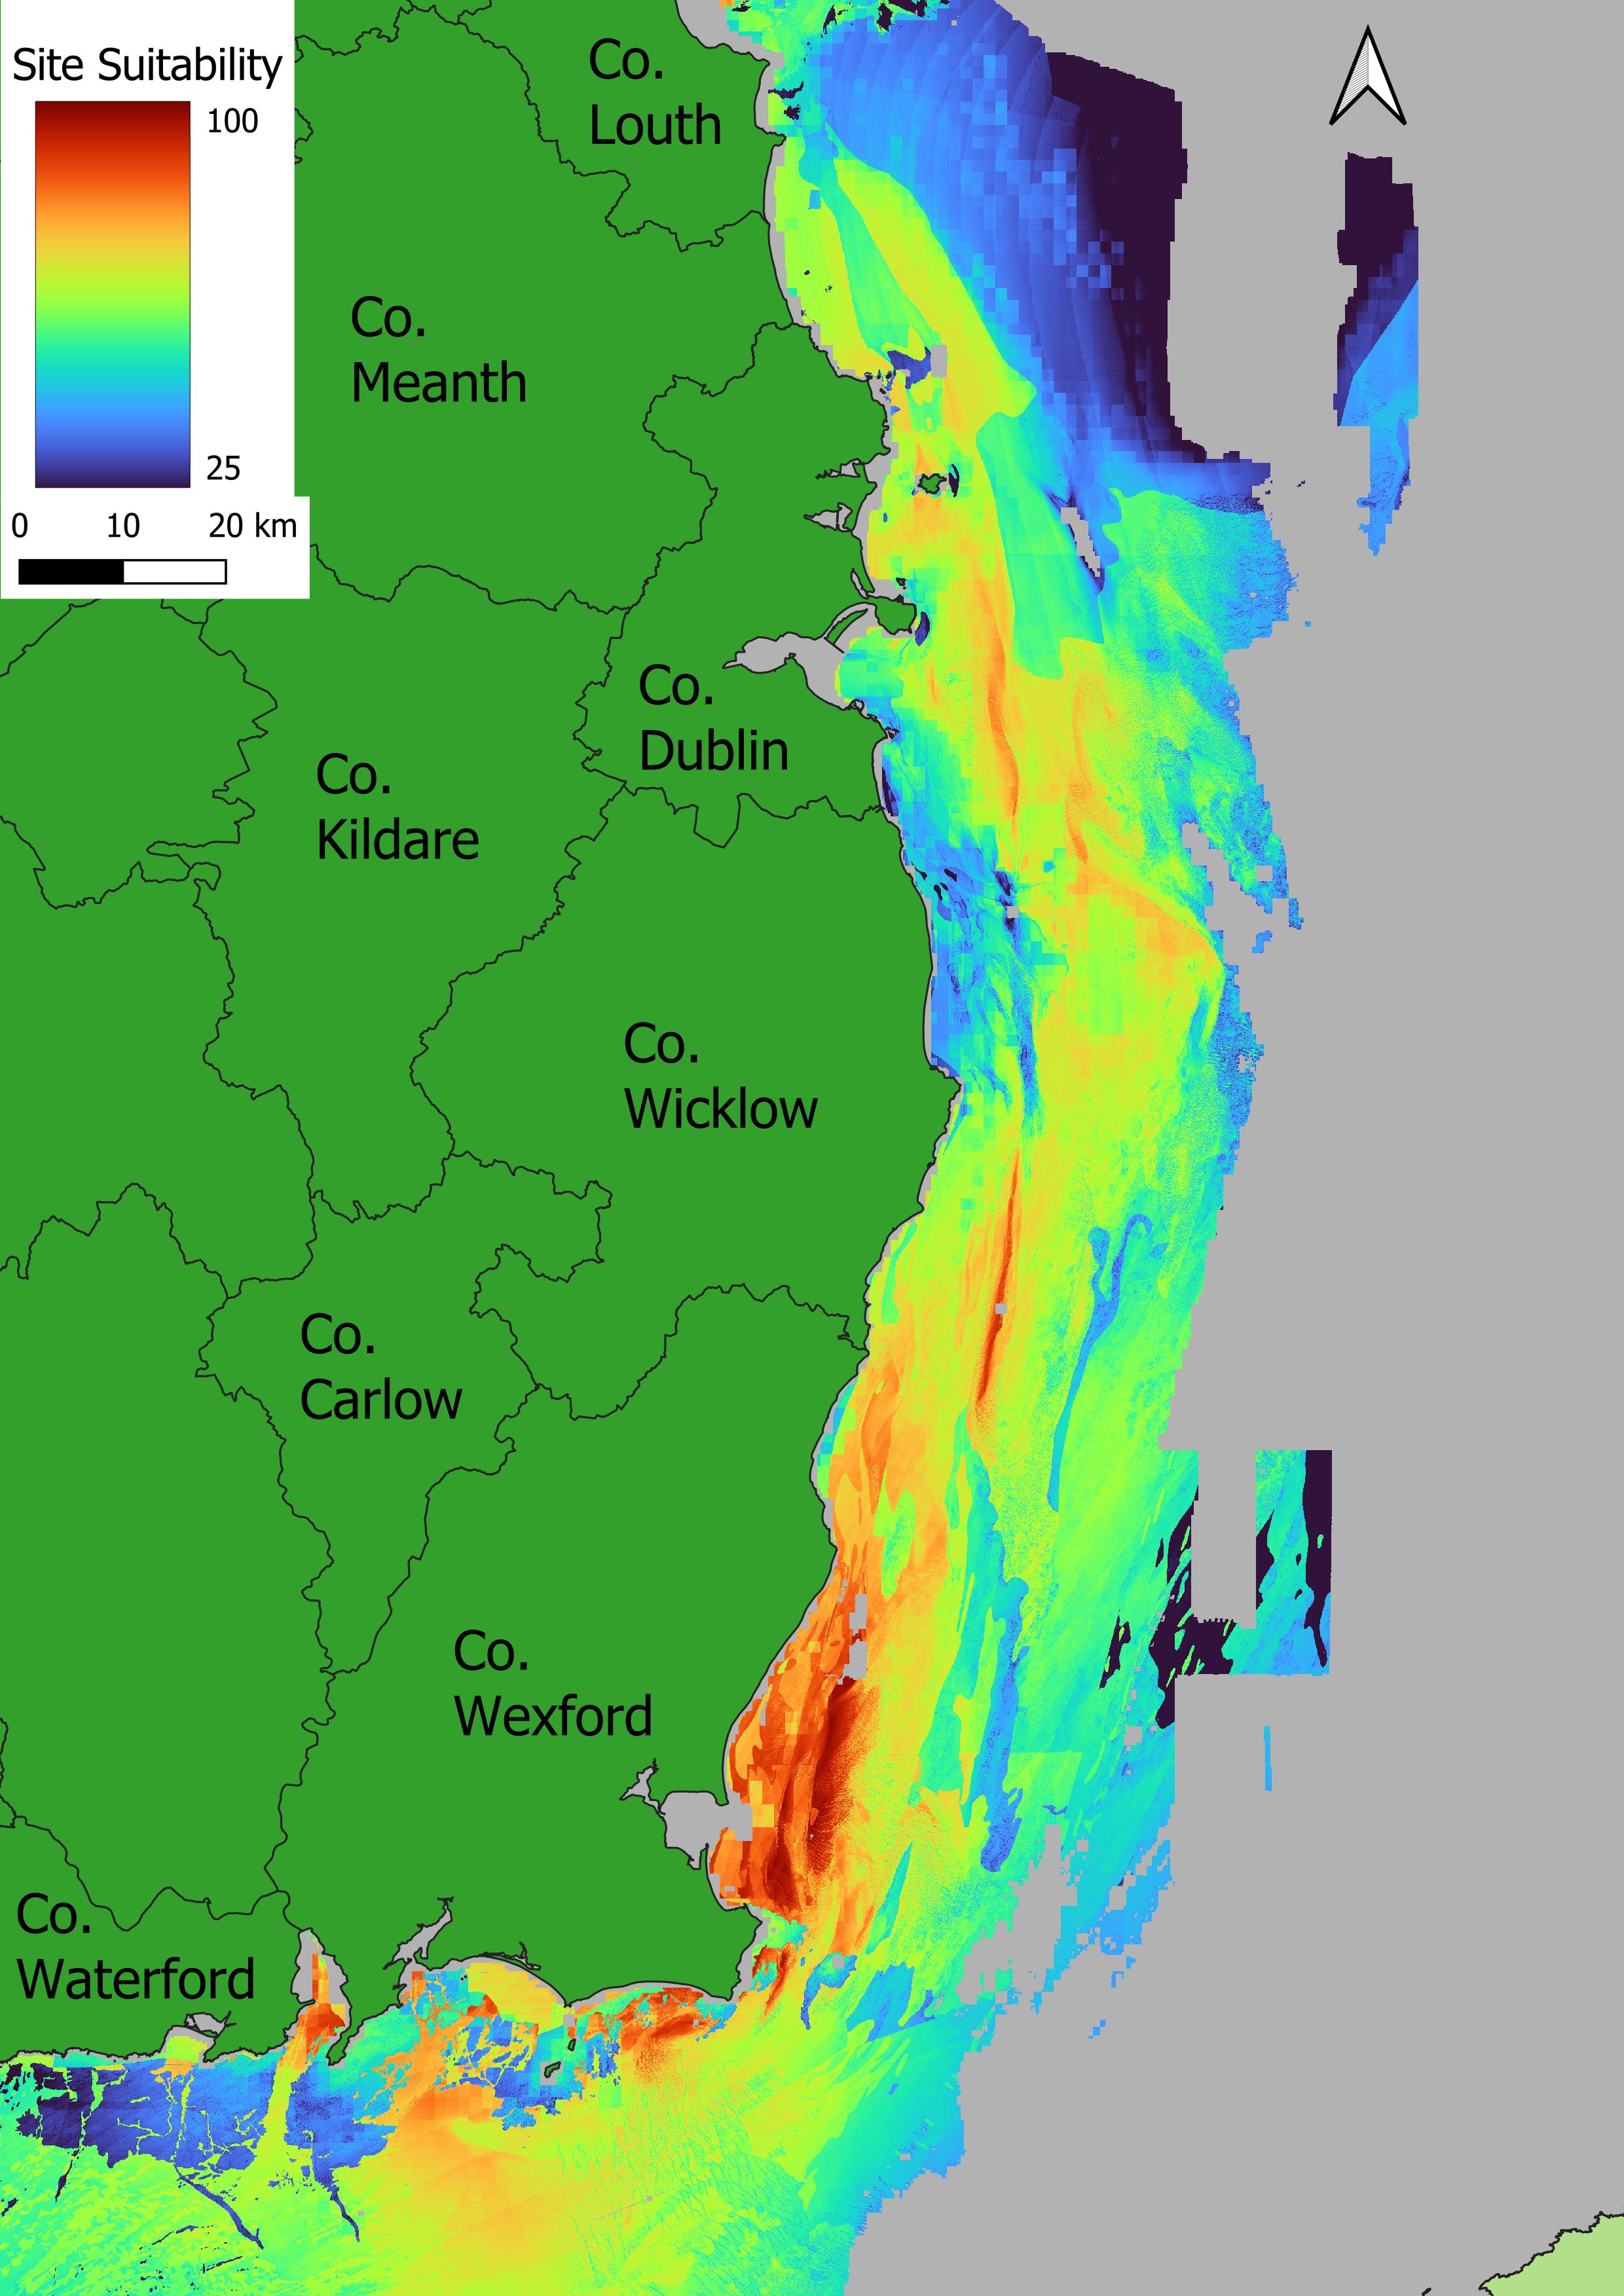 Site Suitability
100
25
0 10 20 km
Co.
Louth
Co.
Meanth
Co.
Dublin
Co.
Kildare
Co.
Wicklow
Co.
Carlow
Co.
Wexford
Co.
Waterford